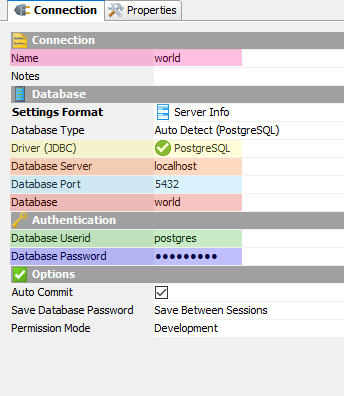 Connection Properties
Connection
Name world
Notes
Database
Settings Format Server Info
Database Type Auto Detect (PostgreSQL)
Driver (JDBC) PostgreSQL
Database Server localhost
Database Port 5432
Database world
Authentication
Database Userid postgres
Database Password ●●●●●●●●●
Options
Auto Commit
Save Database Password Save Between Sessions
Permission Mode Development